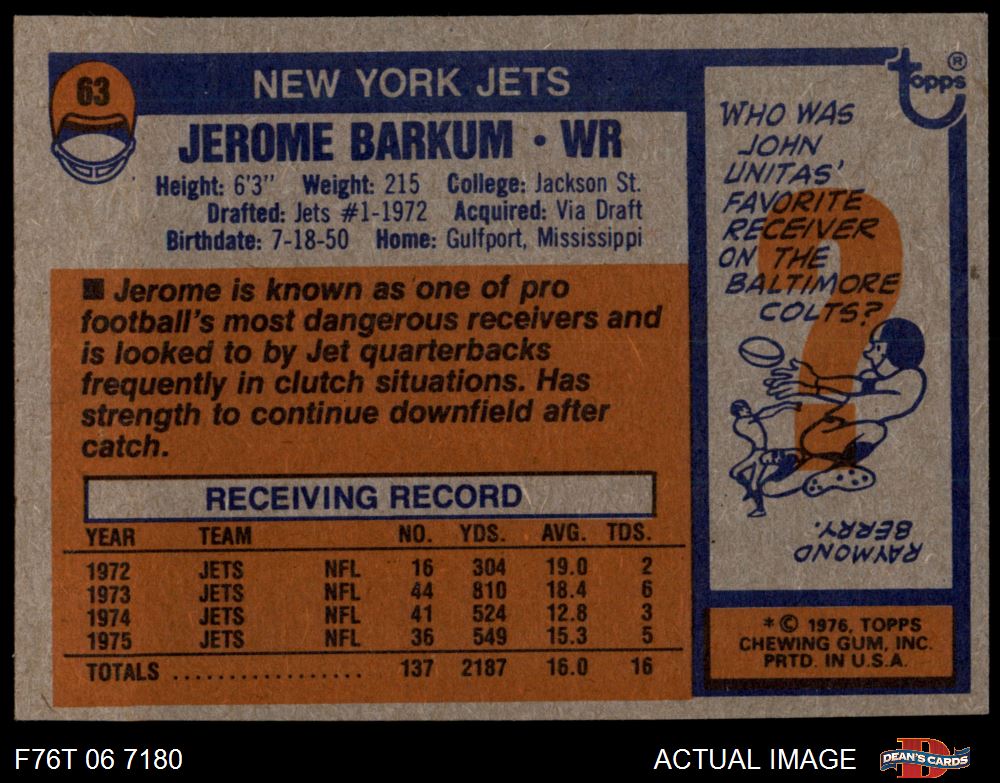 63
NEW YORK JETS
JEROME BARKUM • WR
Height: 6'3" Weight: 215 College: Jackson St.
Drafted: Jets #1-1972 Acquired: Via Draft
Birthdate: 7-18-50 Home: Gulfport, Mississippi
■ Jerome is known as one of pro
football's most dangerous receivers and
is looked to by Jet quarterbacks
frequently in clutch situations. Has
strength to continue downfield after
catch.
RECEIVING RECORD
YEAR TEAM NO. YDS. AVG. TDS.
1972 JETS NFL 16 304 19.0 2
1973 JETS NFL 44 810 18.4 6
1974 JETS NFL 41 524 12.8 3
1975 JETS NFL 36 549 15.3 5
TOTALS .................. 137 2187 16.0 16
topps ®
WHO WAS
JOHN
UNITAS'
FAVORITE
RECEIVER
ON THE
BALTIMORE
COLTS?
?
RAYMOND
BERRY.
* © 1976, TOPPS
CHEWING GUM, INC.
PRTD. IN U.S.A.
F76T 06 7180
ACTUAL IMAGE
D
DEAN'S CARDS